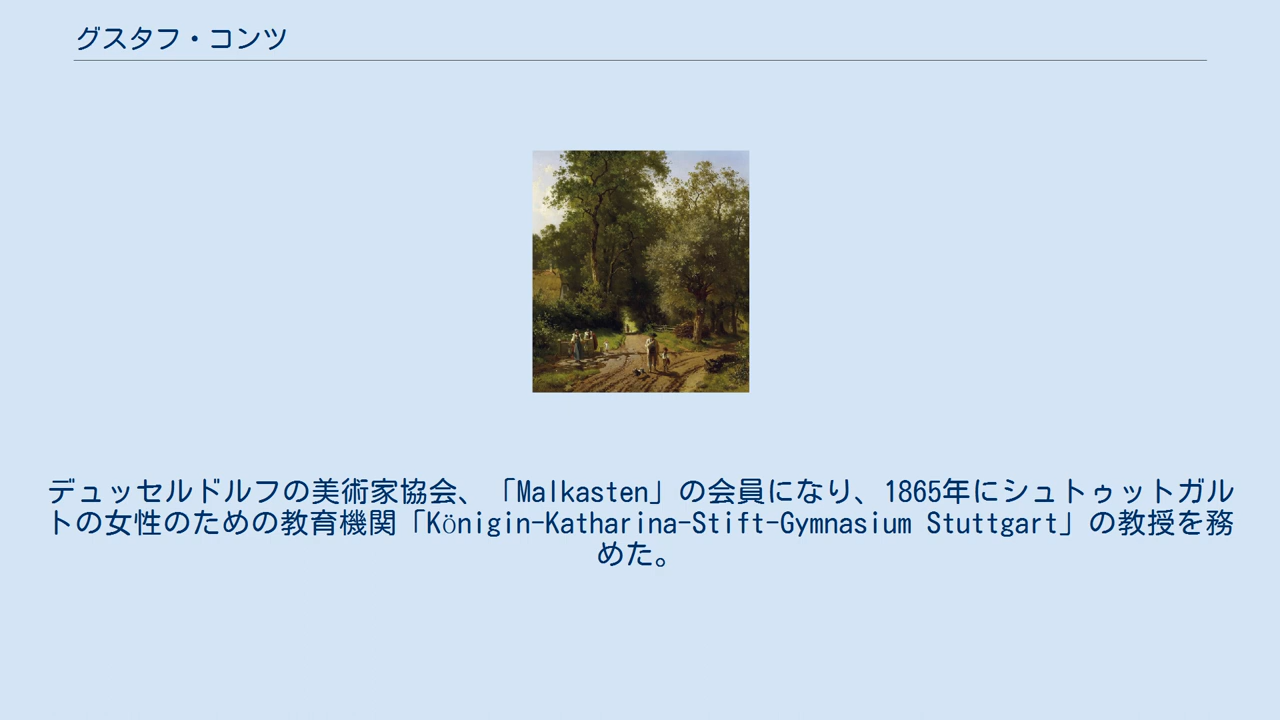 グスタフ・コンツ
デュッセルドルフの美術家協会、「Malkasten」の会員になり、1865年にシュトゥットガル
トの女性のための教育機関「Königin-Katharina-Stift-Gymnasium Stuttgart」の教授を務
めた。